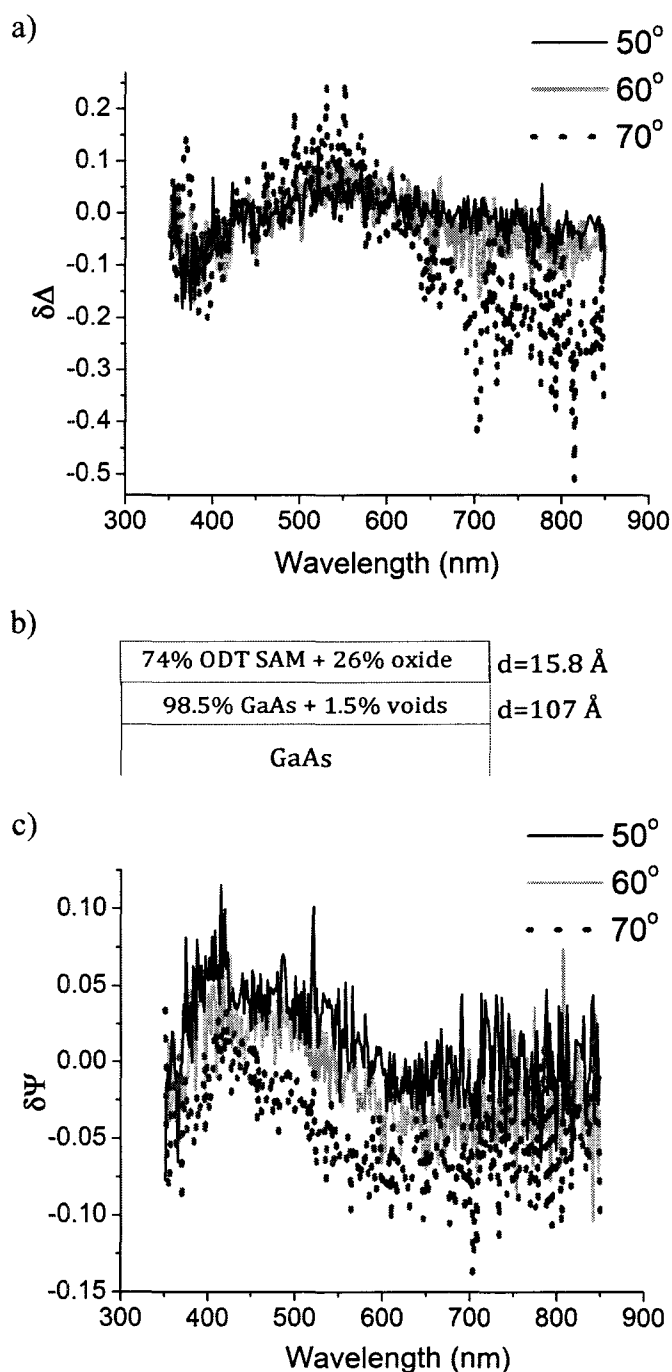 a)
50°
60°
70°
0.2
0.1
0.0
-0.1
-0.2
-0.3
-0.4
-0.5
δΔ
300 400 500 600 700 800 900
Wavelength (nm)
b)
74% ODT SAM + 26% oxide d=15.8 Å
98.5% GaAs + 1.5% voids d=107 Å
GaAs
c)
50°
60°
70°
0.10
0.05
0.00
-0.05
-0.10
-0.15
δΨ
300 400 500 600 700 800 900
Wavelength (nm)